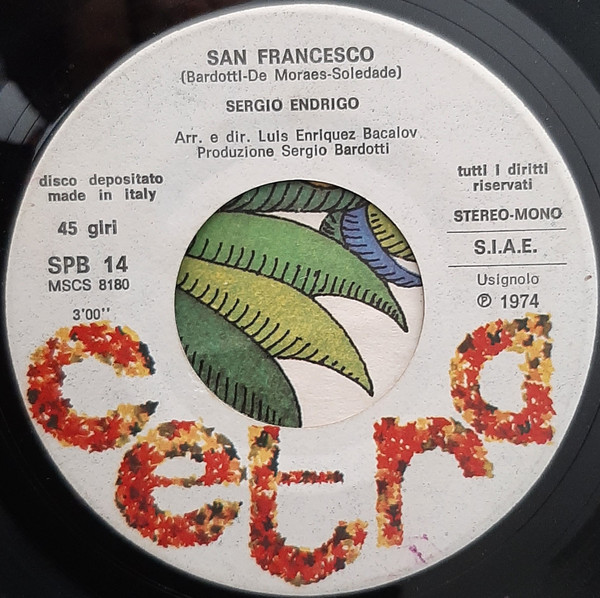 SAN FRANCESCO
(Bardotti-De Moraes-Soledade)
SERGIO ENDRIGO
Arr. e dir. Luis Enriquez Bacalov
Produzione Sergio Bardotti
disco depositato
made in italy
45 giri
SPB 14
MSCS 8180
3'00"
tutti i diritti
riservati
STEREO-MONO
S.I.A.E.
Usignolo
℗ 1974
cetra